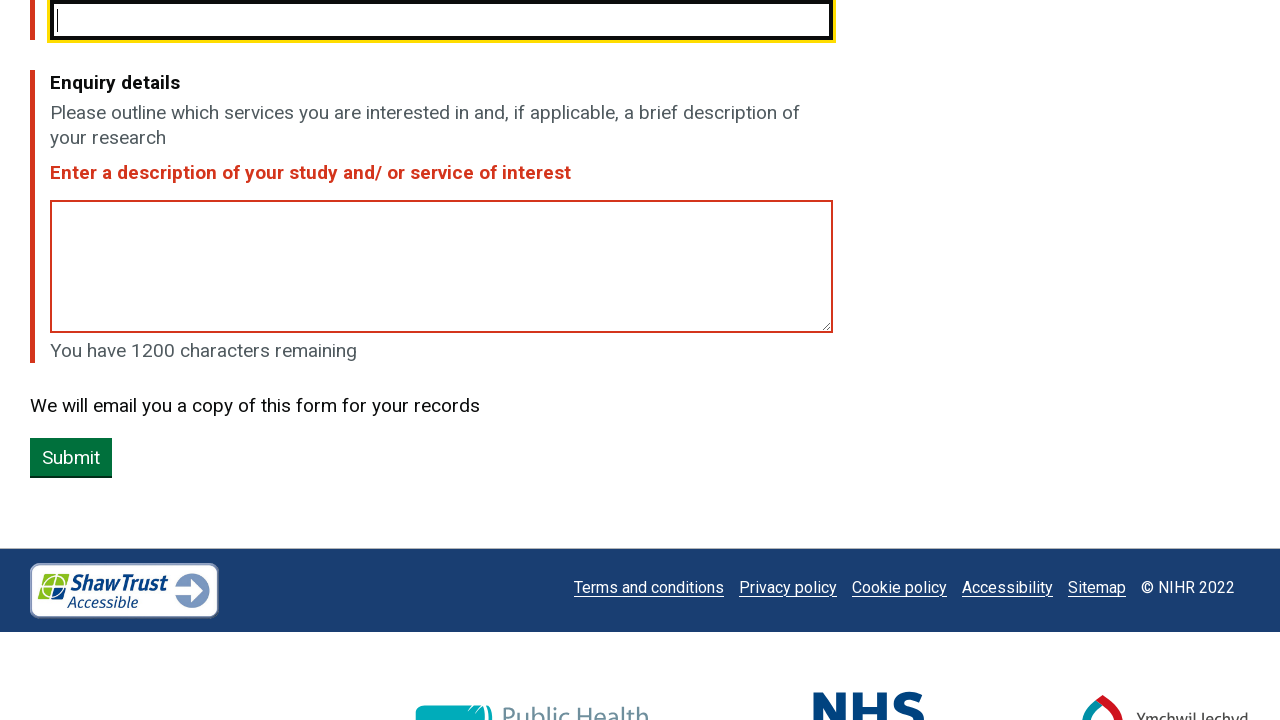 Enquiry details
Please outline which services you are interested in and, if applicable, a brief description of
your research
Enter a description of your study and/ or service of interest
You have 1200 characters remaining
We will email you a copy of this form for your records
Submit
Shaw Trust
Accessible
Terms and conditions Privacy policy Cookie policy Accessibility Sitemap © NIHR 2022
Public Health
NHS
Ymchwil Iechyd